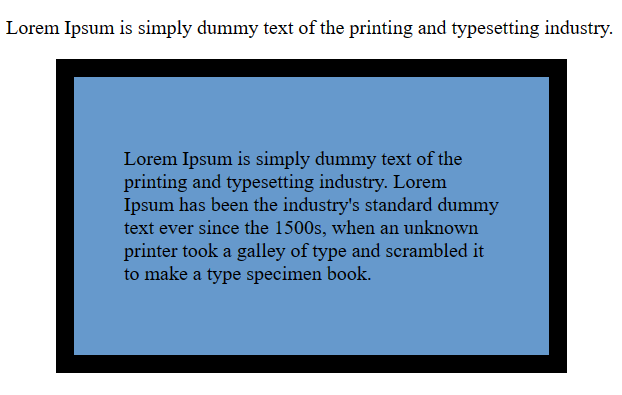 Lorem Ipsum is simply dummy text of the printing and typesetting industry.
Lorem Ipsum is simply dummy text of the
printing and typesetting industry. Lorem
Ipsum has been the industry's standard dummy
text ever since the 1500s, when an unknown
printer took a galley of type and scrambled it
to make a type specimen book.